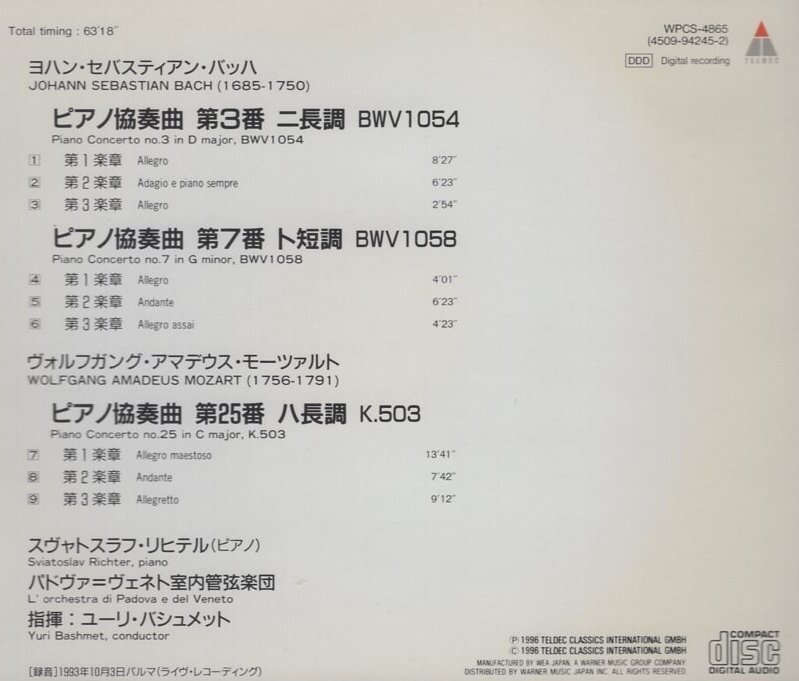 Total timing : 63'18"
WPCS-4865
(4509-94245-2)
DDD Digital recording
TELDEC
ヨハン・セバスティアン・バッハ
JOHANN SEBASTIAN BACH (1685-1750)
ピアノ協奏曲 第3番 ニ長調 BWV1054
Piano Concerto no.3 in D major, BWV1054
1 第1楽章 Allegro 8'27"
2 第2楽章 Adagio e piano sempre 6'23"
3 第3楽章 Allegro 2'54"
ピアノ協奏曲 第7番 ト短調 BWV1058
Piano Concerto no.7 in G minor, BWV1058
4 第1楽章 Allegro 4'01"
5 第2楽章 Andante 6'23"
6 第3楽章 Allegro assai 4'23"
ヴォルフガング・アマデウス・モーツァルト
WOLFGANG AMADEUS MOZART (1756-1791)
ピアノ協奏曲 第25番 ハ長調 K.503
Piano Concerto no.25 in C major, K.503
7 第1楽章 Allegro maestoso 13'41"
8 第2楽章 Andante 7'42"
9 第3楽章 Allegretto 9'12"
スヴャトスラフ・リヒテル(ピアノ)
Sviatoslav Richter, piano
パドヴァ=ヴェネト室内管弦楽団
L' orchestra di Padova e del Veneto
指揮：ユーリ・バシュメット
Yuri Bashmet, conductor
[録音]1993年10月3日パルマ(ライヴ・レコーディング)
Ⓟ1996 TELDEC CLASSICS INTERNATIONAL GMBH
Ⓒ1996 TELDEC CLASSICS INTERNATIONAL GMBH
MANUFACTURED BY WEA JAPAN, A WARNER MUSIC GROUP COMPANY
DISTRIBUTED BY WARNER MUSIC JAPAN INC. ALL RIGHTS RESERVED
COMPACT
disc
DIGITAL AUDIO